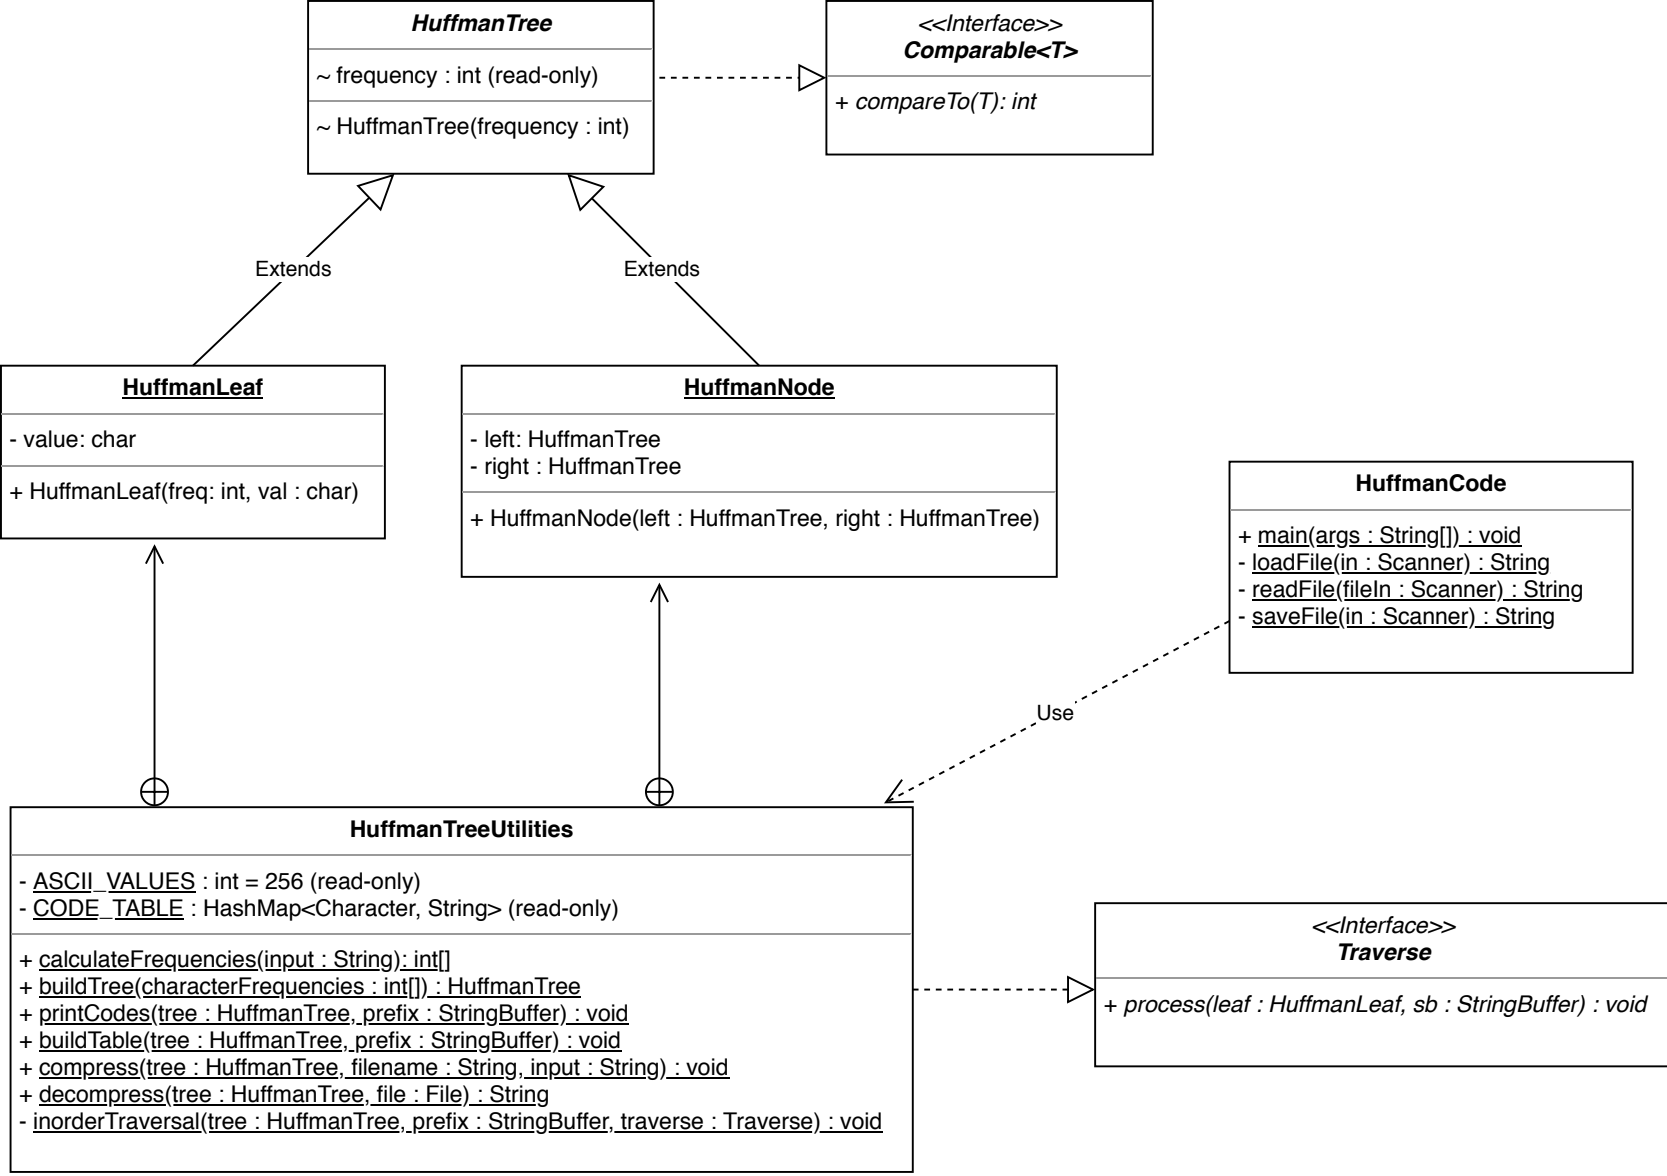 HuffmanTree
~ frequency : int (read-only)
~ HuffmanTree(frequency : int)
<<Interface>>
Comparable<T>
+ compareTo(T): int
Extends
Extends
HuffmanLeaf
- value: char
+ HuffmanLeaf(freq: int, val : char)
HuffmanNode
- left: HuffmanTree
- right : HuffmanTree
+ HuffmanNode(left : HuffmanTree, right : HuffmanTree)
HuffmanCode
+ main(args : String[]) : void
- loadFile(in : Scanner) : String
- readFile(fileIn : Scanner) : String
- saveFile(in : Scanner) : String
Use
HuffmanTreeUtilities
- ASCII_VALUES : int = 256 (read-only)
- CODE_TABLE : HashMap<Character, String> (read-only)
+ calculateFrequencies(input : String): int[]
+ buildTree(characterFrequencies : int[]) : HuffmanTree
+ printCodes(tree : HuffmanTree, prefix : StringBuffer) : void
+ buildTable(tree : HuffmanTree, prefix : StringBuffer) : void
+ compress(tree : HuffmanTree, filename : String, input : String) : void
+ decompress(tree : HuffmanTree, file : File) : String
- inorderTraversal(tree : HuffmanTree, prefix : StringBuffer, traverse : Traverse) : void
<<Interface>>
Traverse
+ process(leaf : HuffmanLeaf, sb : StringBuffer) : void